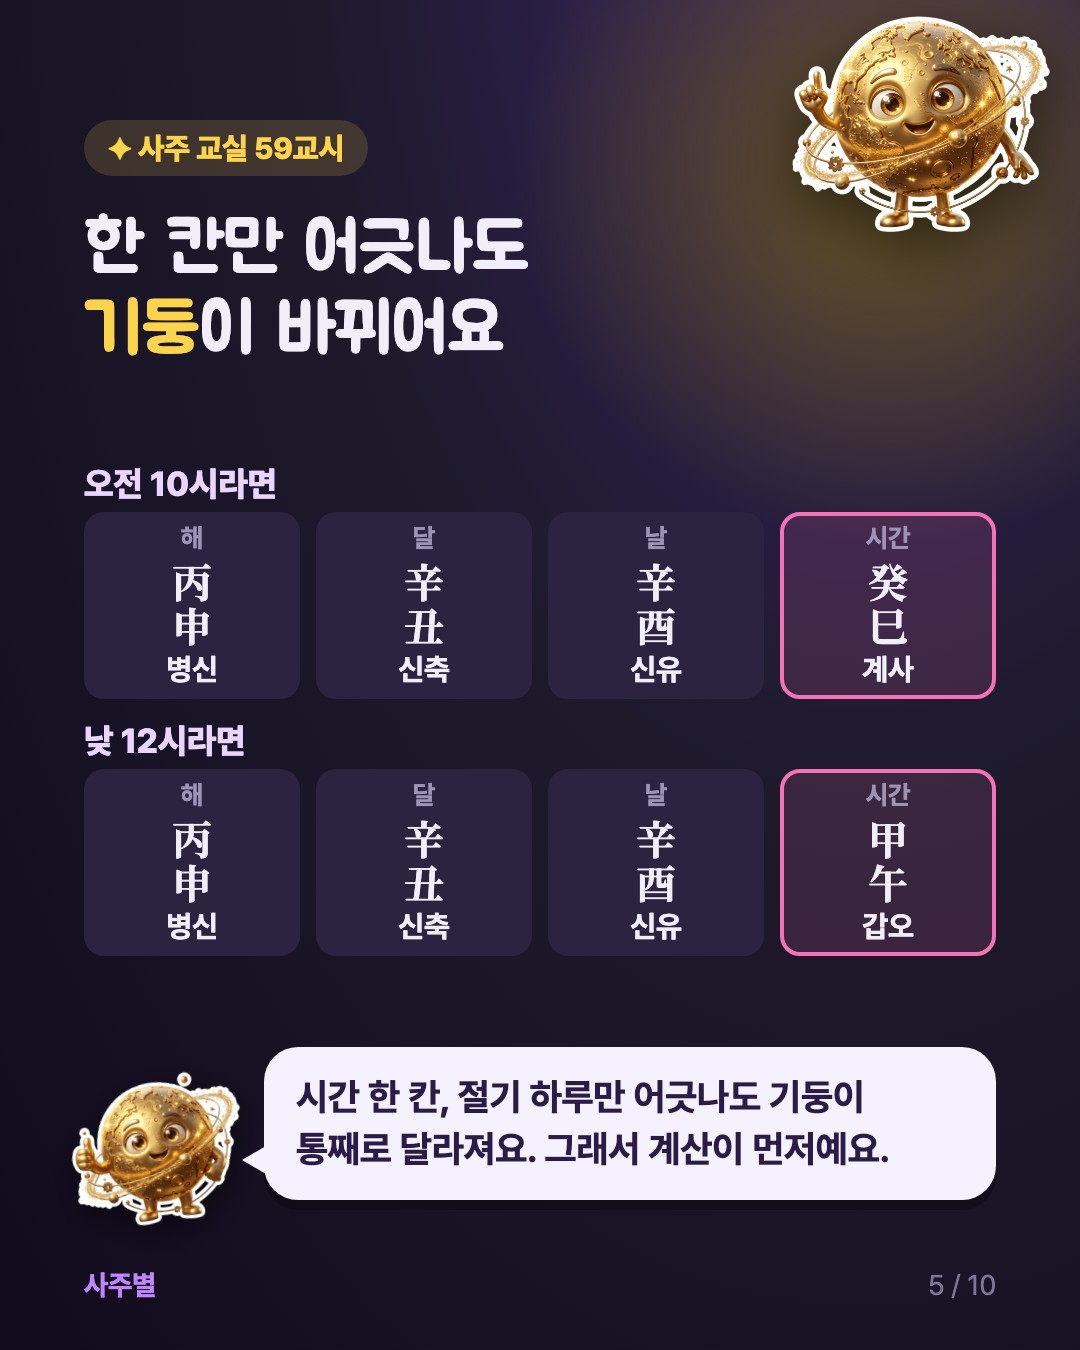 ✦ 사주 교실 59교시
한 칸만 어긋나도
기둥이 바뀌어요
오전 10시라면
해 달 날 시간
丙 辛 辛 癸
申 丑 酉 巳
병신 신축 신유 계사
낮 12시라면
해 달 날 시간
丙 辛 辛 甲
申 丑 酉 午
병신 신축 신유 갑오
시간 한 칸, 절기 하루만 어긋나도 기둥이
통째로 달라져요. 그래서 계산이 먼저예요.
사주별
5 / 10